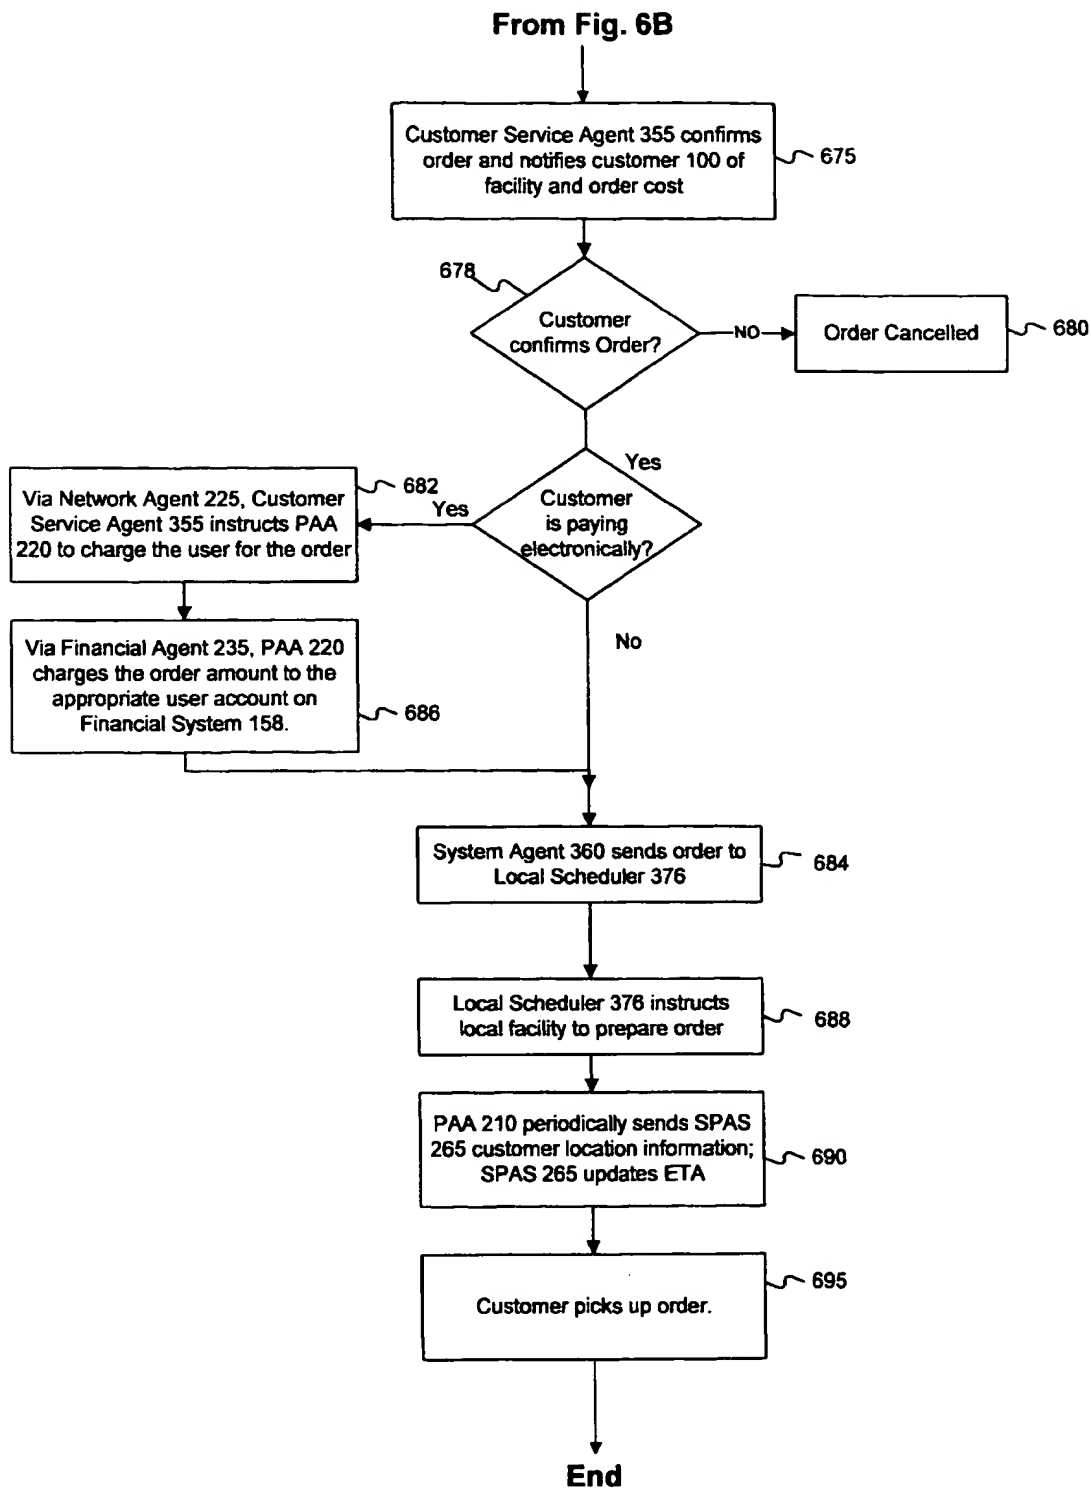 From Fig. 6B
Customer Service Agent 355 confirms
order and notifies customer 100 of
facility and order cost
675
678
Customer
confirms Order?
NO
Order Cancelled
680
Yes
Customer
is paying
electronically?
Yes
682
Via Network Agent 225, Customer
Service Agent 355 instructs PAA
220 to charge the user for the order
Via Financial Agent 235, PAA 220
charges the order amount to the
appropriate user account on
Financial System 158.
686
No
System Agent 360 sends order to
Local Scheduler 376
684
Local Scheduler 376 instructs
local facility to prepare order
688
PAA 210 periodically sends SPAS
265 customer location information;
SPAS 265 updates ETA
690
Customer picks up order.
695
End